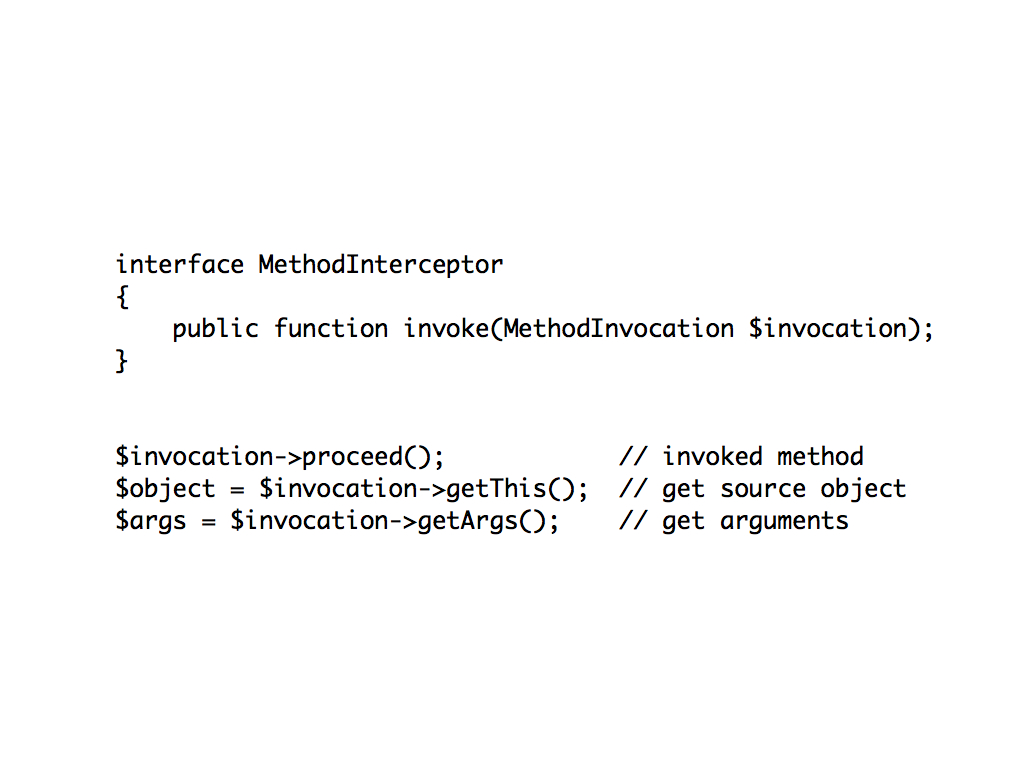 interface MethodInterceptor
{
    public function invoke(MethodInvocation $invocation);
}
$invocation->proceed();            // invoked method
$object = $invocation->getThis();  // get source object
$args = $invocation->getArgs();    // get arguments